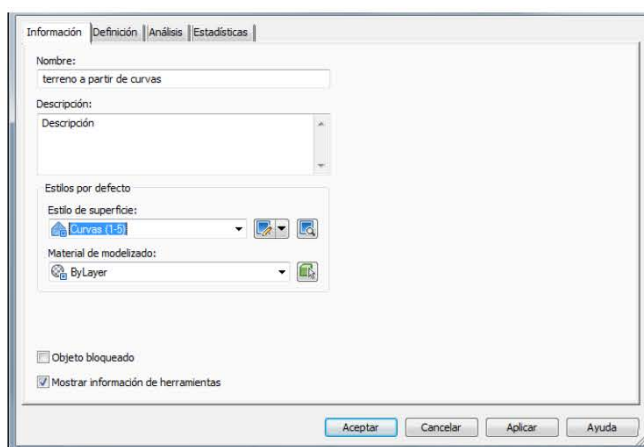 Información Definición Análisis Estadísticas
Nombre:
terreno a partir de curvas
Descripción:
Descripción
Estilos por defecto
Estilo de superficie:
Curvas (1-5)
Material de modelizado:
ByLayer
Objeto bloqueado
Mostrar información de herramientas
Aceptar Cancelar Aplicar Ayuda